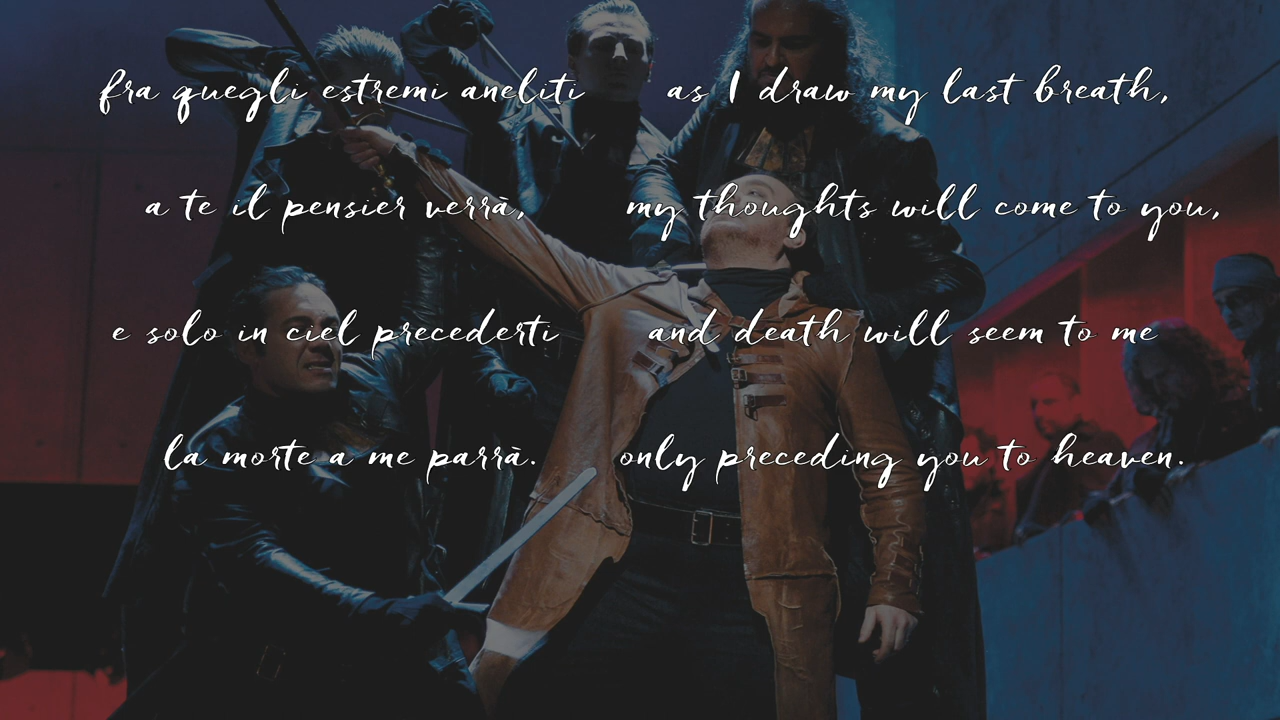 fra quegli estremi aneliti as I draw my last breath,
a te il pensier verrà, my thoughts will come to you,
e solo in ciel precederti and death will seem to me
la morte a me parrà. only preceding you to heaven.